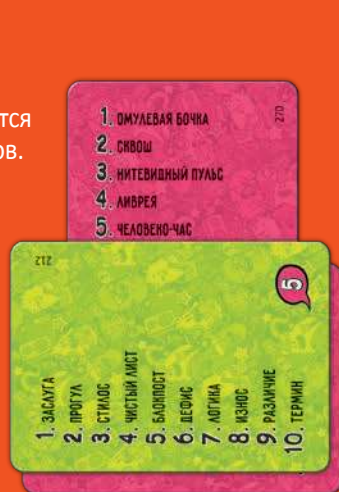 тся
ов.
1. ОМУЛЕВАЯ БОЧКА
2. СКВОШ
3. НИТЕВИДНЫЙ ПУЛЬС
4. ЛИВРЕЯ
5. ЧЕЛОВЕКО-ЧАС
270
212
5
1. ЗАСЛУГА
2. ПРОГУЛ
3. СТИЛОС
4. ЧИСТЫЙ ЛИСТ
5. БЛОКПОСТ
6. ДЕФИС
7. ЛОГИКА
8. ИЗНОС
9. РАЗЛИЧИЕ
10. ТЕРМИН